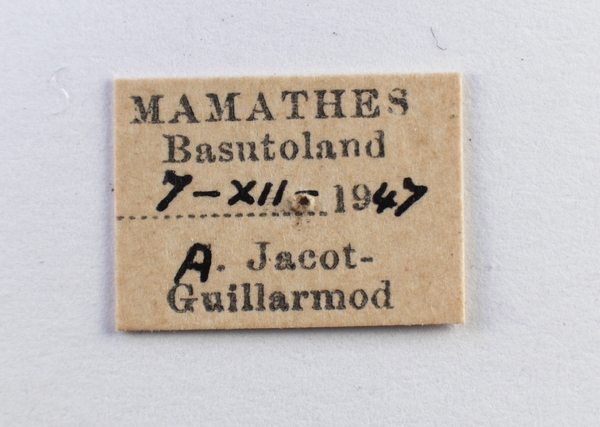 MAMATHES
Basutoland
7-XII-1947
A. Jacot-
Guillarmod